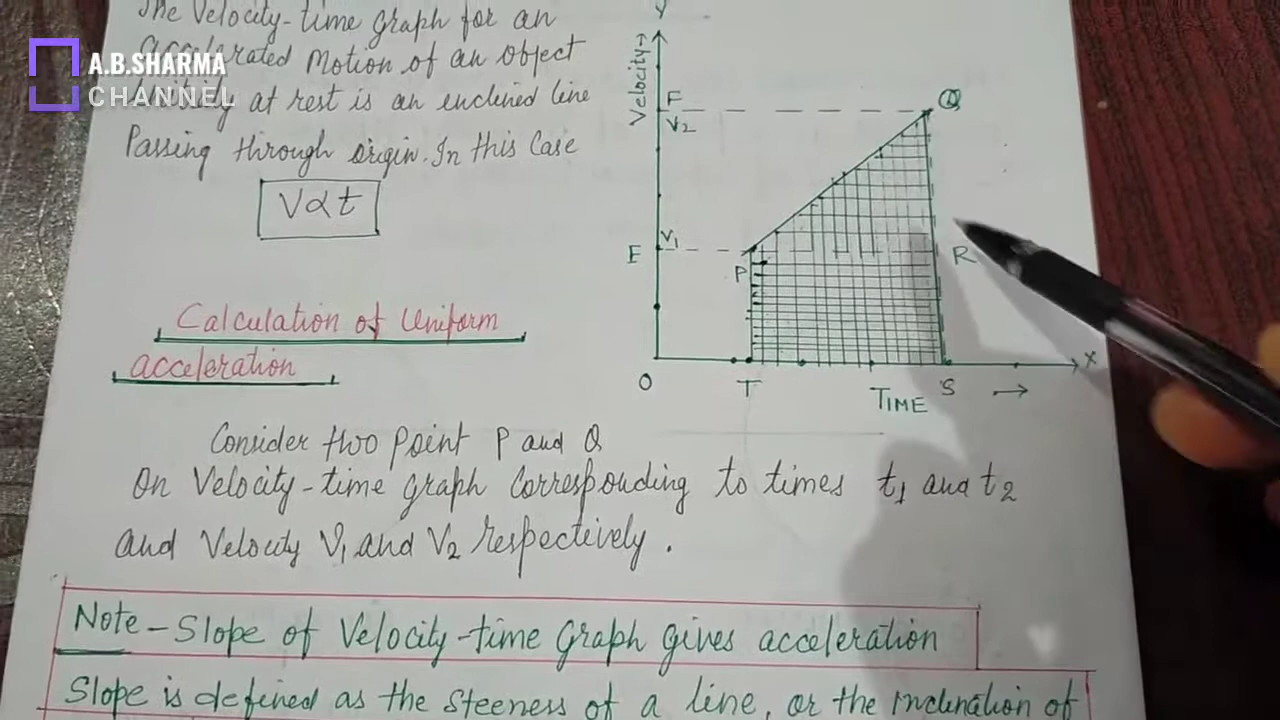 The Velocity-time graph for an
accelerated Motion of an object
initialy at rest is an enclined line
Passing through origin. In this Case
V∝t
A.B.SHARMA
CHANNEL
Calculation of Uniform
acceleration
Y
Velocity→
F
V2
Q
E
V1
P
R
O
T
TIME
S
→
X
Consider two Point P and Q
On Velocity-time graph Corresponding to times t1 and t2
and Velocity V1 and V2 respectively.
Note - Slope of Velocity-time Graph gives acceleration
Slope is defined as the steeness of a line, or the inclination of